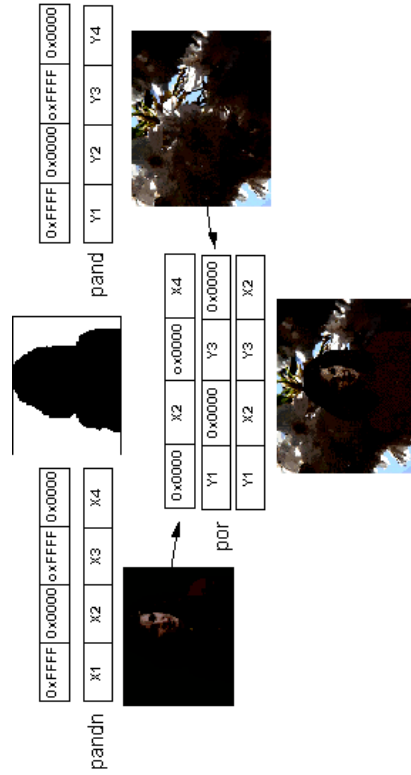 0xFFFF 0x0000 oxFFFF 0x0000
pandn X1 X2 X3 X4
0xFFFF 0x0000 oxFFFF 0x0000
pand Y1 Y2 Y3 Y4
0x0000 X2 ox0000 X4
por Y1 0x0000 Y3 0x0000
Y1 X2 Y3 X2